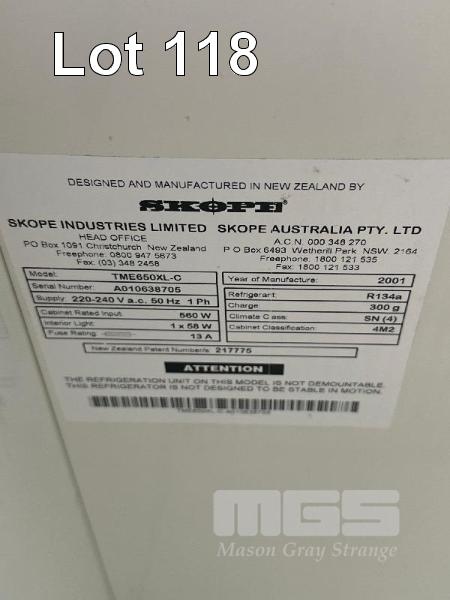 Lot 118
DESIGNED AND MANUFACTURED IN NEW ZEALAND BY
SKOPE
SKOPE INDUSTRIES LIMITED SKOPE AUSTRALIA PTY. LTD
HEAD OFFICE A.C.N. 000 348 270
PO Box 1091 Christchurch New Zealand P O Box 6493 Wetherill Perk NSW. 2164
Freephone: 0800 947 5673 Freephone: 1800 121 535
Fax: (03) 348 2458 Fax: 1800 121 533
Model: TME650XL-C Year of Manufacture: 2001
Serial Number: A010638705 Refrigerant: R134a
Supply: 220-240 V a.c. 50 Hz 1 Ph Charge: 300 g
Cabinet Rated Input: 560 W Climate Class: SN (4)
Interior Light: 1 x 58 W Cabinet Classification: 4M2
Fuse Rating: 13 A
New Zealand Patent Number/s: 217775
ATTENTION
THE REFRIGERATION UNIT ON THIS MODEL IS NOT DEMOUNTABLE.
THIS REFRIGERATOR IS DESIGNED TO BE STABLE IN MOTION.
TME650XL-C A010638705
MGS
Mason Gray Strange